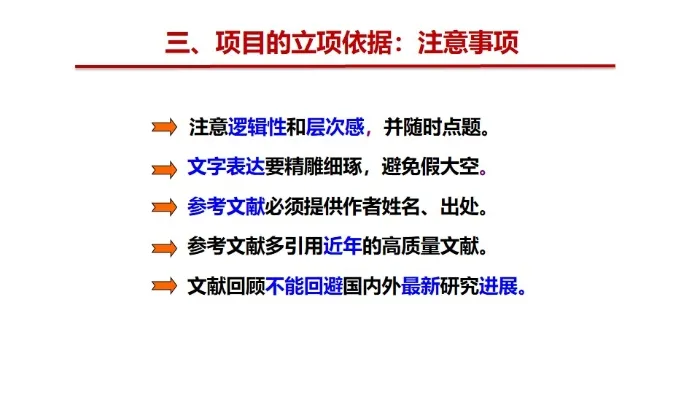 三、项目的立项依据：注意事项
注意逻辑性和层次感，并随时点题。
文字表达要精雕细琢，避免假大空。
参考文献必须提供作者姓名、出处。
参考文献多引用近年的高质量文献。
文献回顾不能回避国内外最新研究进展。